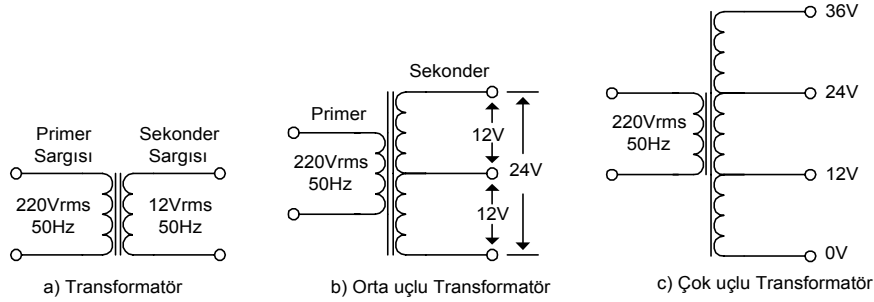 Primer
Sargısı
Sekonder
Sargısı
220Vrms
50Hz
12Vrms
50Hz
a) Transformatör
Sekonder
Primer
220Vrms
50Hz
12V
24V
12V
b) Orta uçlu Transformatör
36V
24V
220Vrms
50Hz
12V
0V
c) Çok uçlu Transformatör